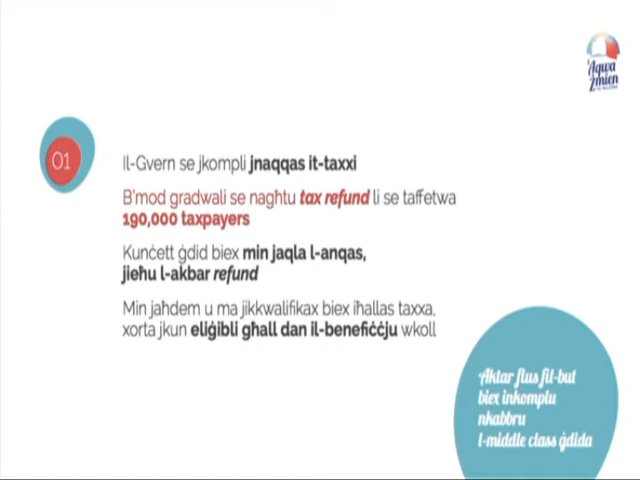 L-Aqwa
Żmien
01
Il-Gvern se jkompli jnaqqas it-taxxi
B'mod gradwali se nagħtu tax refund li se taffetwa
190,000 taxpayers
Kunċett ġdid biex min jaqla l-anqas,
jieħu l-akbar refund
Min jaħdem u ma jikkwalifikax biex iħallas taxxa,
xorta jkun eliġibli għall dan il-benefiċċju wkoll
Aktar flus fil-but
biex inkomplu
nkabbru
l-middle class ġdida